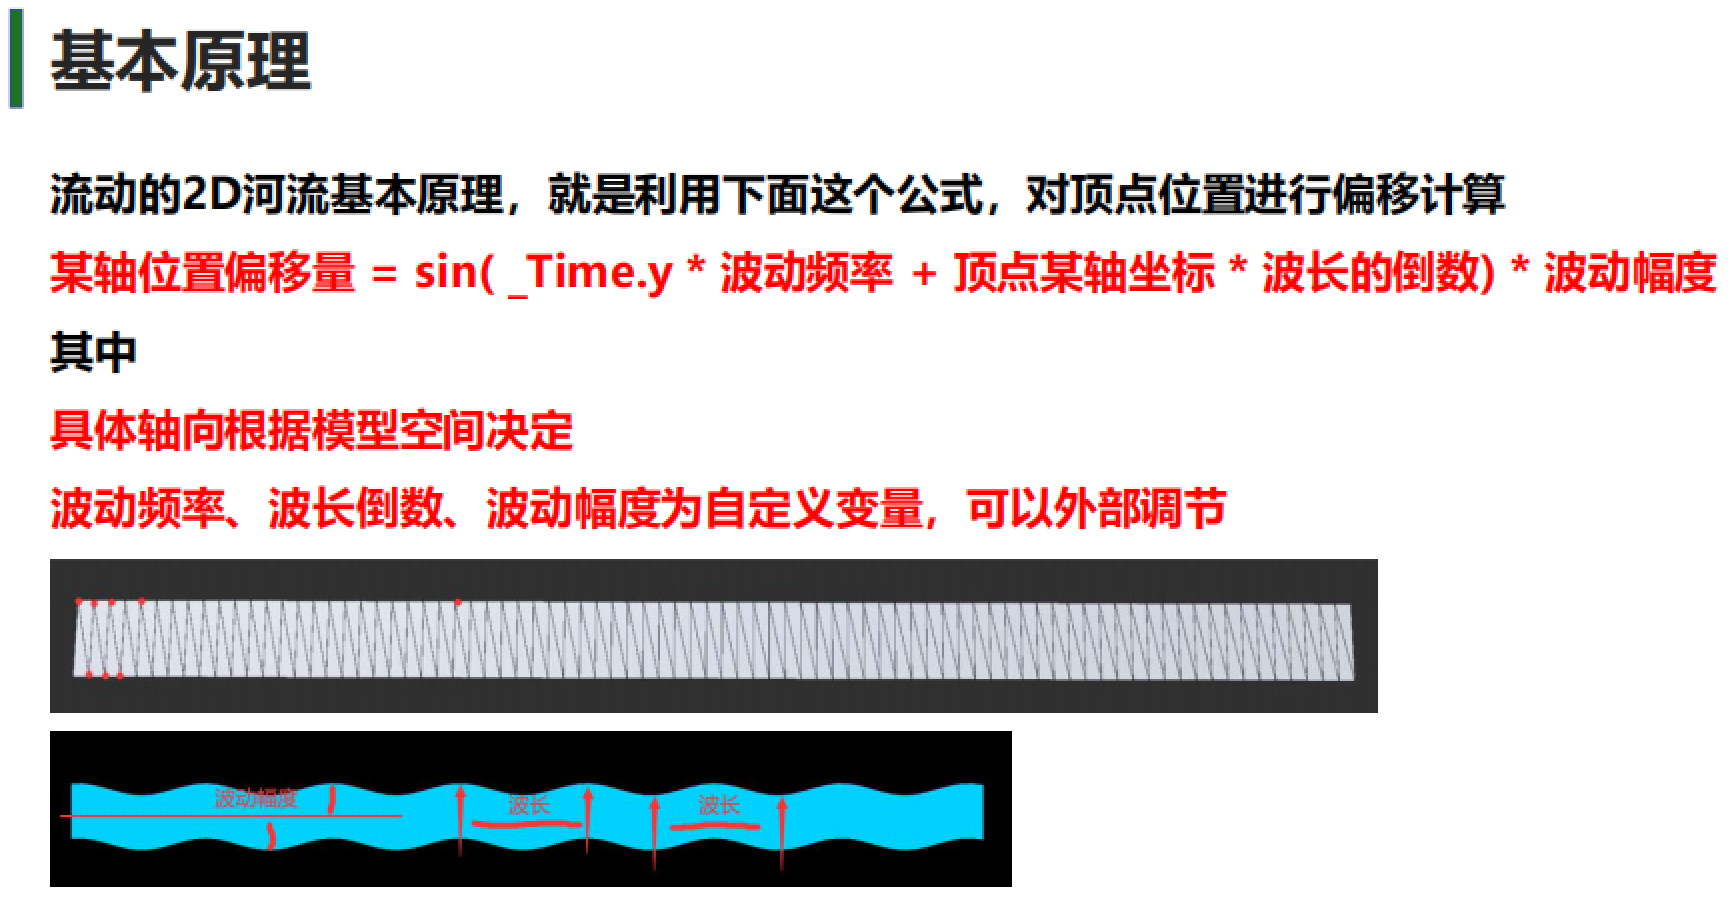 基本原理
流动的2D河流基本原理，就是利用下面这个公式，对顶点位置进行偏移计算
某轴位置偏移量 = sin( _Time.y * 波动频率 + 顶点某轴坐标 * 波长的倒数) * 波动幅度
其中
具体轴向根据模型空间决定
波动频率、波长倒数、波动幅度为自定义变量，可以外部调节
波动幅度
波长
波长